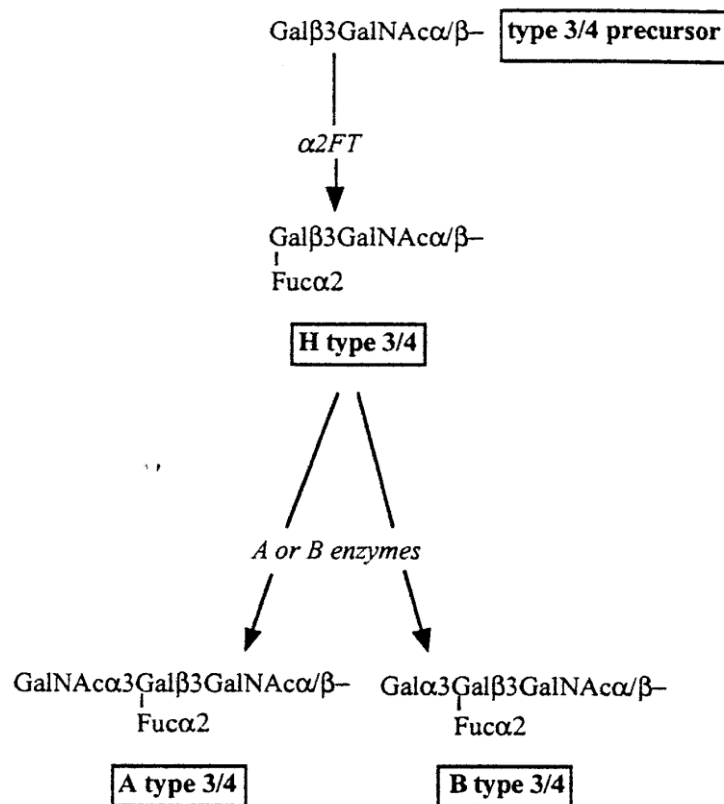 Galβ3GalNAcα/β– type 3/4 precursor
α2FT
Galβ3GalNAcα/β–
Fucα2
H type 3/4
A or B enzymes
GalNAcα3Galβ3GalNAcα/β– Galα3Galβ3GalNAcα/β–
Fucα2 Fucα2
A type 3/4 B type 3/4